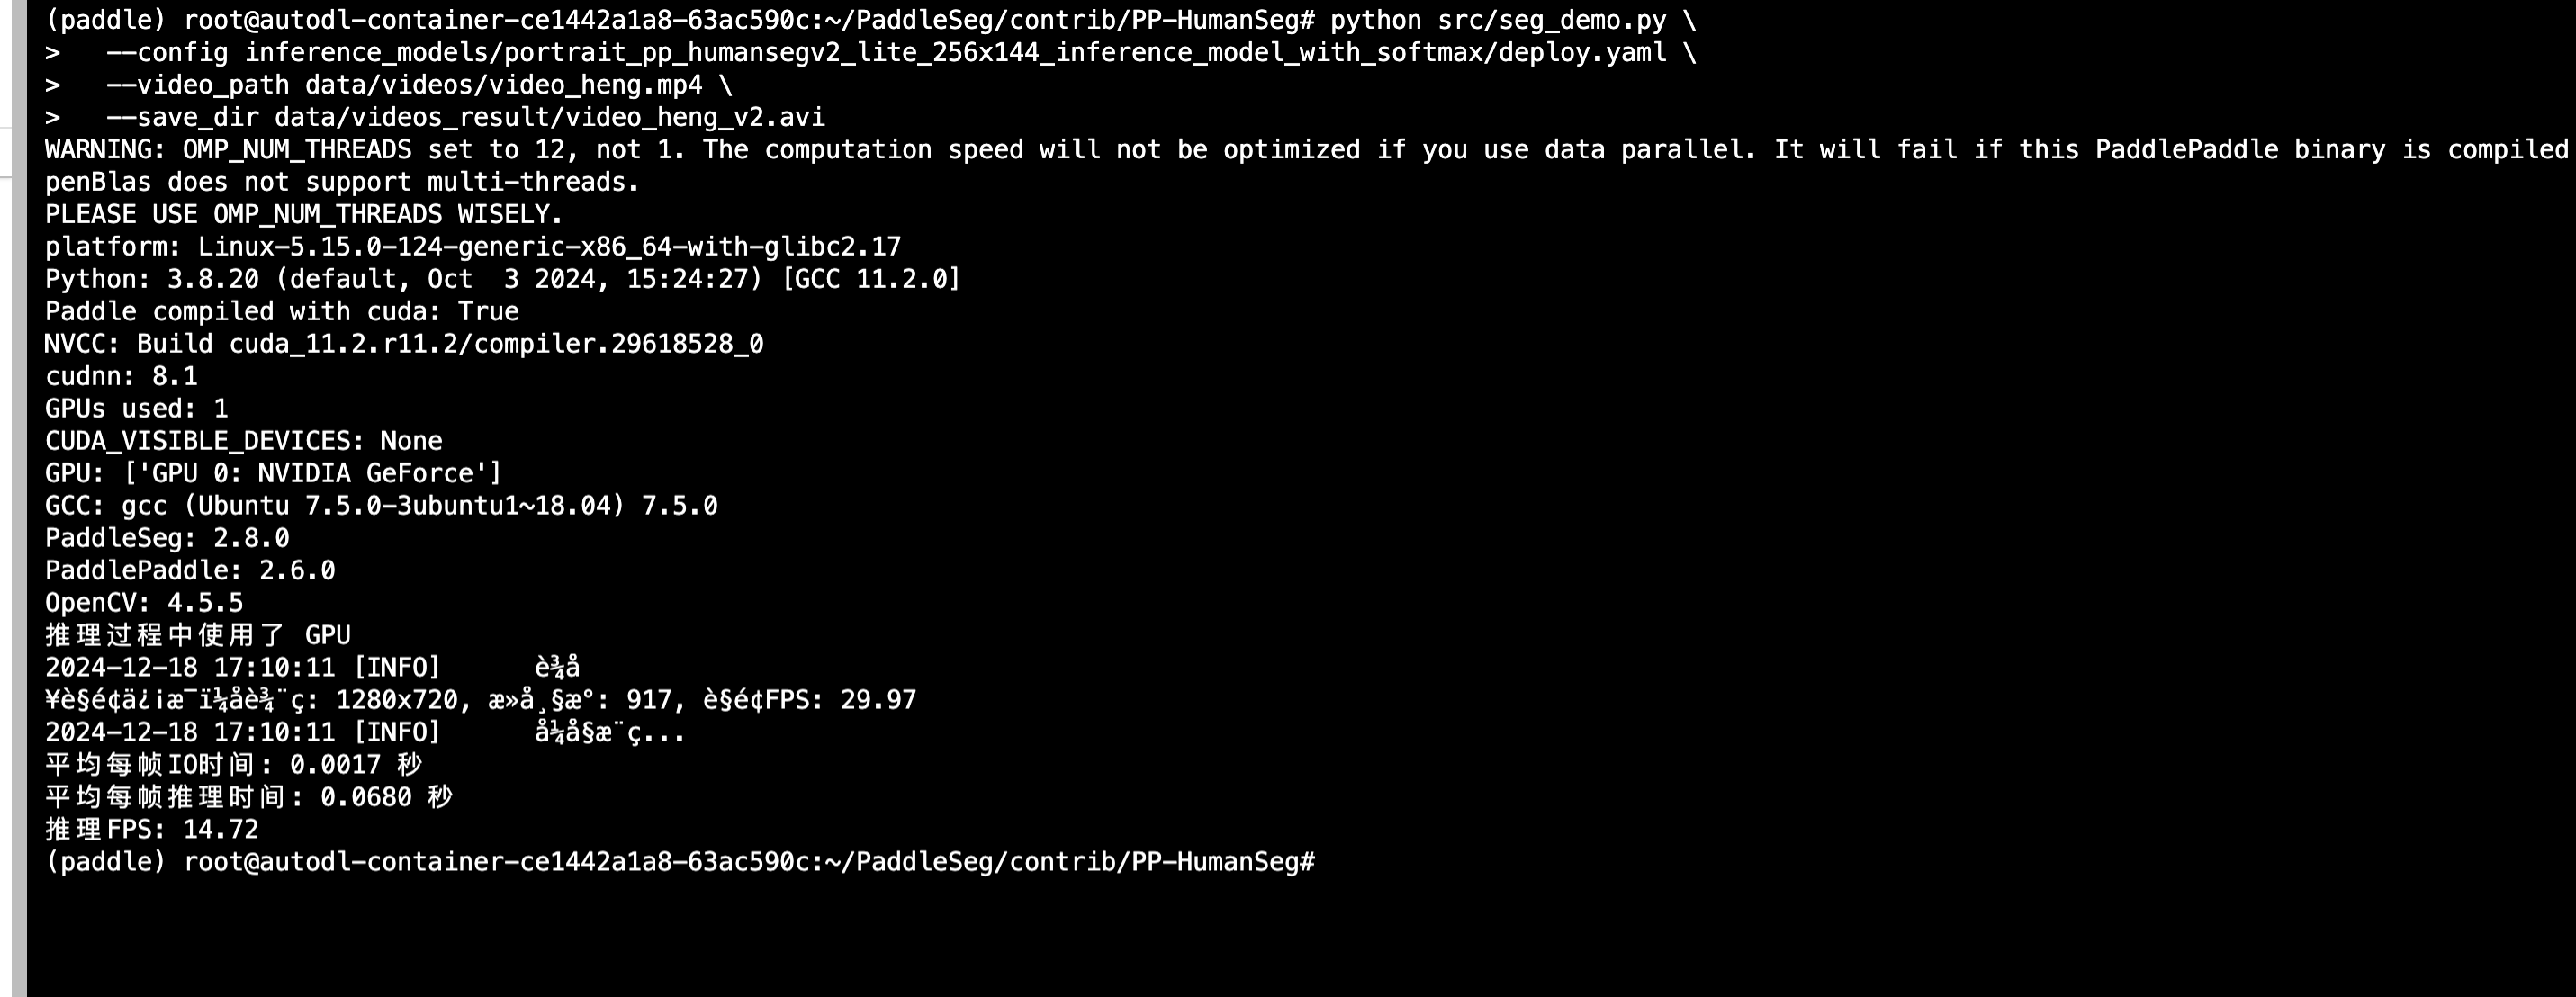 (paddle) root@autodl-container-ce1442a1a8-63ac590c:~/PaddleSeg/contrib/PP-HumanSeg# python src/seg_demo.py \
>   --config inference_models/portrait_pp_humansegv2_lite_256x144_inference_model_with_softmax/deploy.yaml \
>   --video_path data/videos/video_heng.mp4 \
>   --save_dir data/videos_result/video_heng_v2.avi
WARNING: OMP_NUM_THREADS set to 12, not 1. The computation speed will not be optimized if you use data parallel. It will fail if this PaddlePaddle binary is compiled
penBlas does not support multi-threads.
PLEASE USE OMP_NUM_THREADS WISELY.
platform: Linux-5.15.0-124-generic-x86_64-with-glibc2.17
Python: 3.8.20 (default, Oct  3 2024, 15:24:27) [GCC 11.2.0]
Paddle compiled with cuda: True
NVCC: Build cuda_11.2.r11.2/compiler.29618528_0
cudnn: 8.1
GPUs used: 1
CUDA_VISIBLE_DEVICES: None
GPU: ['GPU 0: NVIDIA GeForce']
GCC: gcc (Ubuntu 7.5.0-3ubuntu1~18.04) 7.5.0
PaddleSeg: 2.8.0
PaddlePaddle: 2.6.0
OpenCV: 4.5.5
推理过程中使用了 GPU
2024-12-18 17:10:11 [INFO]      è¾å
¥è§é¢ä¿¡æ¯ï¼åè¾¨ç: 1280x720, æ»å¸§æ°: 917, è§é¢FPS: 29.97
2024-12-18 17:10:11 [INFO]      å¼å§æ¨ç...
平均每帧IO时间: 0.0017 秒
平均每帧推理时间: 0.0680 秒
推理FPS: 14.72
(paddle) root@autodl-container-ce1442a1a8-63ac590c:~/PaddleSeg/contrib/PP-HumanSeg#